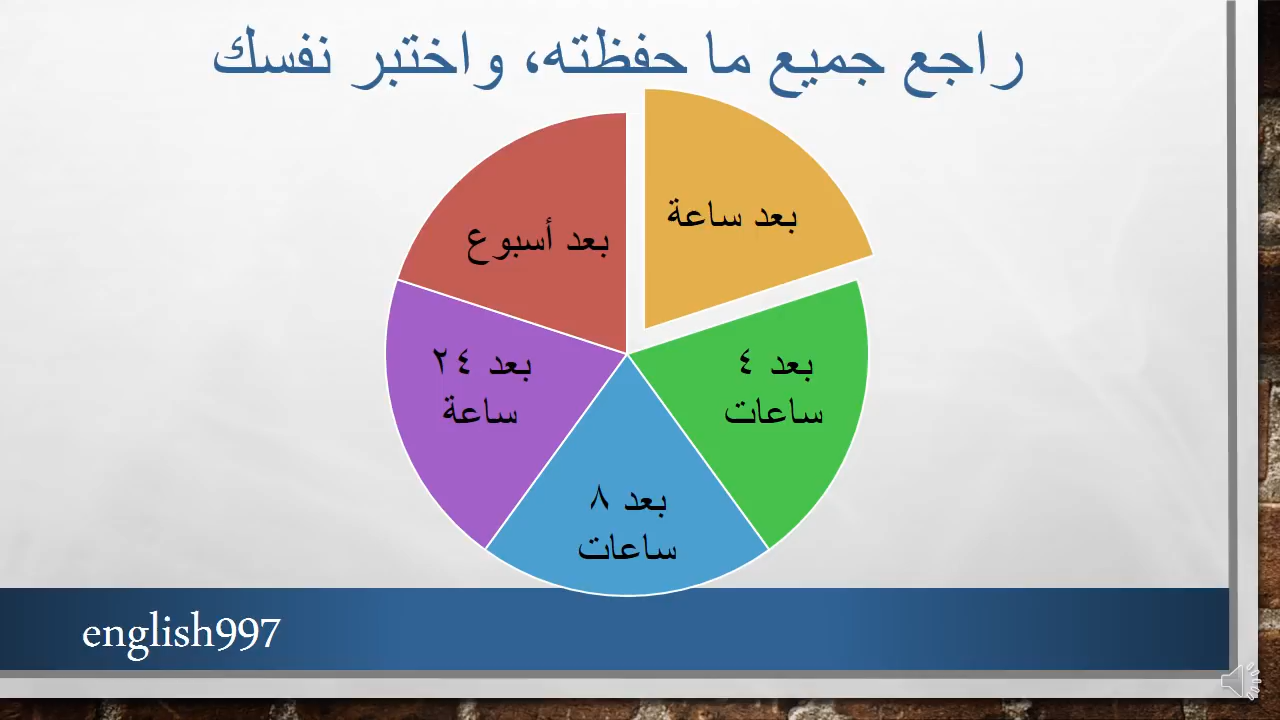 راجع جميع ما حفظته، واختبر نفسك
بعد ساعة
بعد ٤
ساعات
بعد ٨
ساعات
بعد ٢٤
ساعة
بعد أسبوع
english997